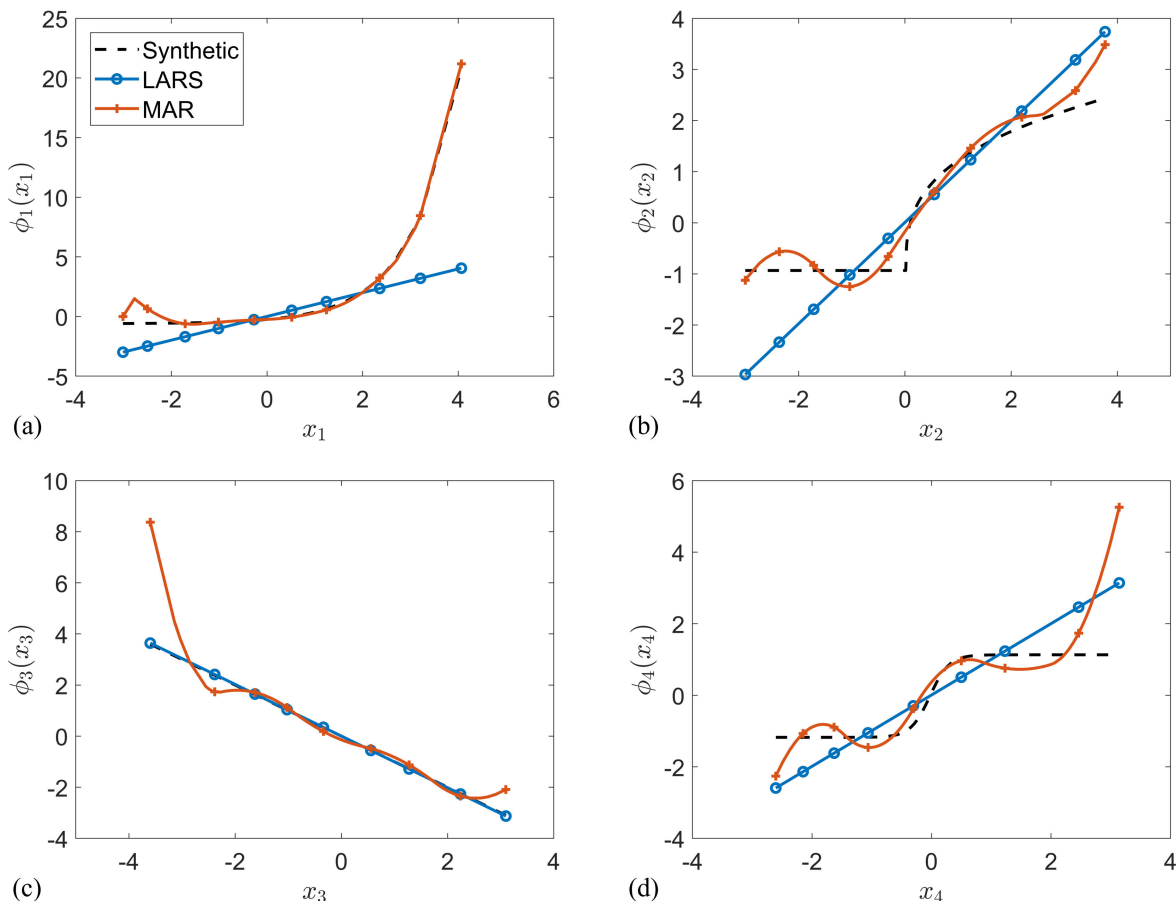 25
20
15
10
5
0
-5
Synthetic
LARS
MAR
ϕ₁(x₁)
-4 -2 0 2 4 6
(a) x₁
4
3
2
1
0
-1
-2
-3
ϕ₂(x₂)
-4 -2 0 2 4
(b) x₂
10
8
6
4
2
0
-2
-4
ϕ₃(x₃)
-4 -2 0 2 4
(c) x₃
6
4
2
0
-2
-4
ϕ₄(x₄)
-4 -2 0 2 4
(d) x₄